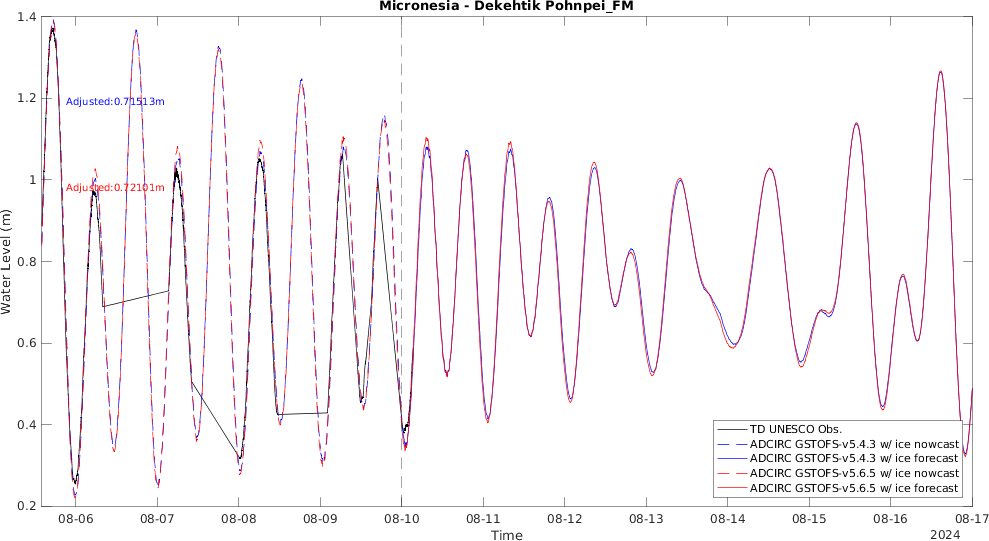 Micronesia - Dekehtik Pohnpei_FM
1.4
1.2
1
0.8
0.6
0.4
0.2
Water Level (m)
Adjusted:0.71513m
Adjusted:0.72101m
TD UNESCO Obs.
ADCIRC GSTOFS-v5.4.3 w/ ice nowcast
ADCIRC GSTOFS-v5.4.3 w/ ice forecast
ADCIRC GSTOFS-v5.6.5 w/ ice nowcast
ADCIRC GSTOFS-v5.6.5 w/ ice forecast
08-06 08-07 08-08 08-09 08-10 08-11 08-12 08-13 08-14 08-15 08-16 08-17
Time
2024